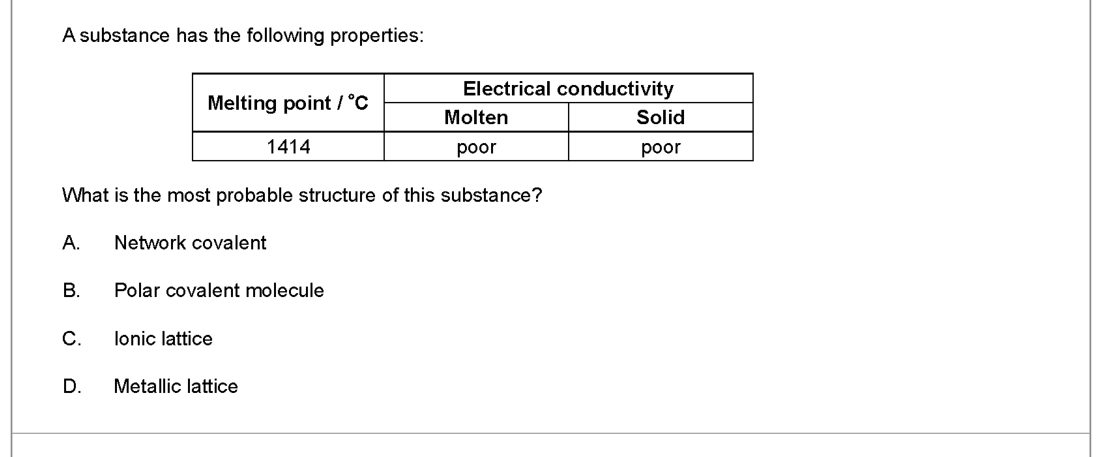 A substance has the following properties:
Melting point / °C
Electrical conductivity
Molten
Solid
1414
poor
poor
What is the most probable structure of this substance?
A. Network covalent
B. Polar covalent molecule
C. Ionic lattice
D. Metallic lattice